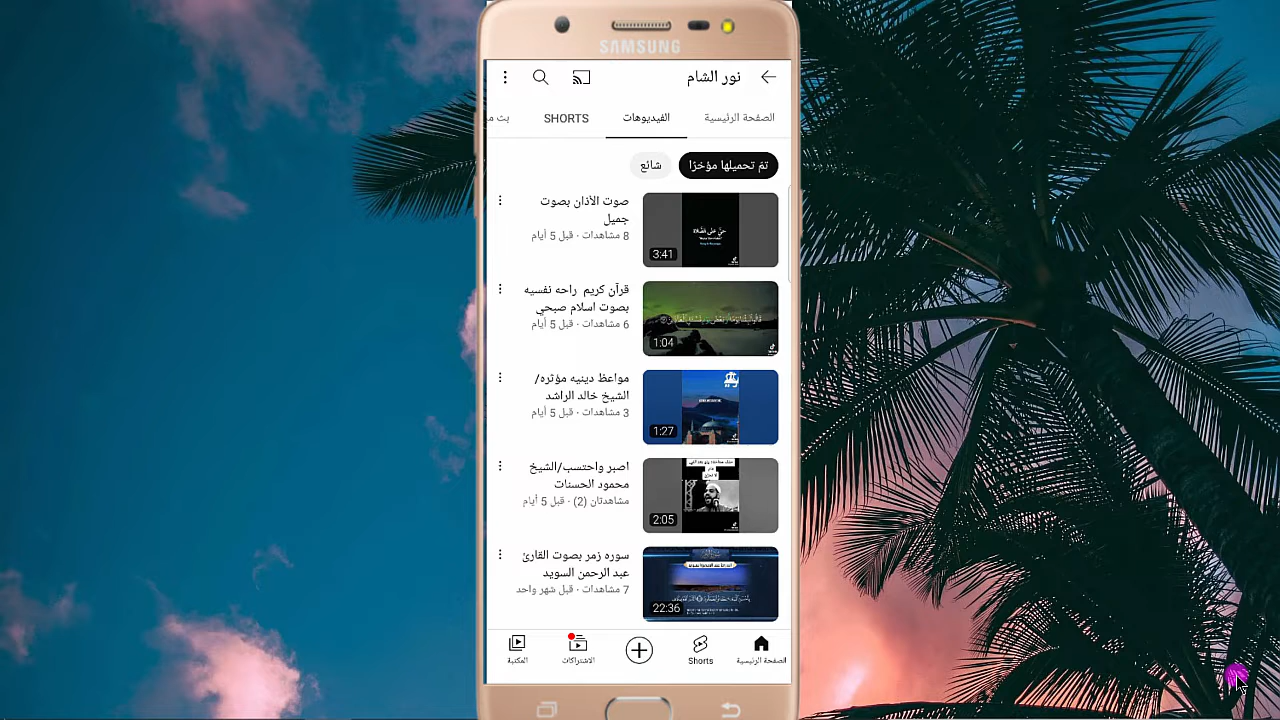 SAMSUNG
نور الشام
الصفحة الرئيسية
الفيديوهات
SHORTS
بث
تمّ تحميلها مؤخرًا
شائع
صوت الأذان بصوت
جميل
8 مشاهدات · قبل 5 أيام
3:41
قرآن كريم راحه نفسيه
بصوت اسلام صبحي
6 مشاهدات · قبل 5 أيام
1:04
مواعظ دينيه مؤثره/
الشيخ خالد الراشد
3 مشاهدات · قبل 5 أيام
1:27
اصبر واحتسب/الشيخ
محمود الحسنات
مشاهدتان (2) · قبل 5 أيام
2:05
سوره زمر بصوت القارئ
عبد الرحمن السويد
7 مشاهدات · قبل شهر واحد
22:36
الصفحة الرئيسية
Shorts
الاشتراكات
المكتبة